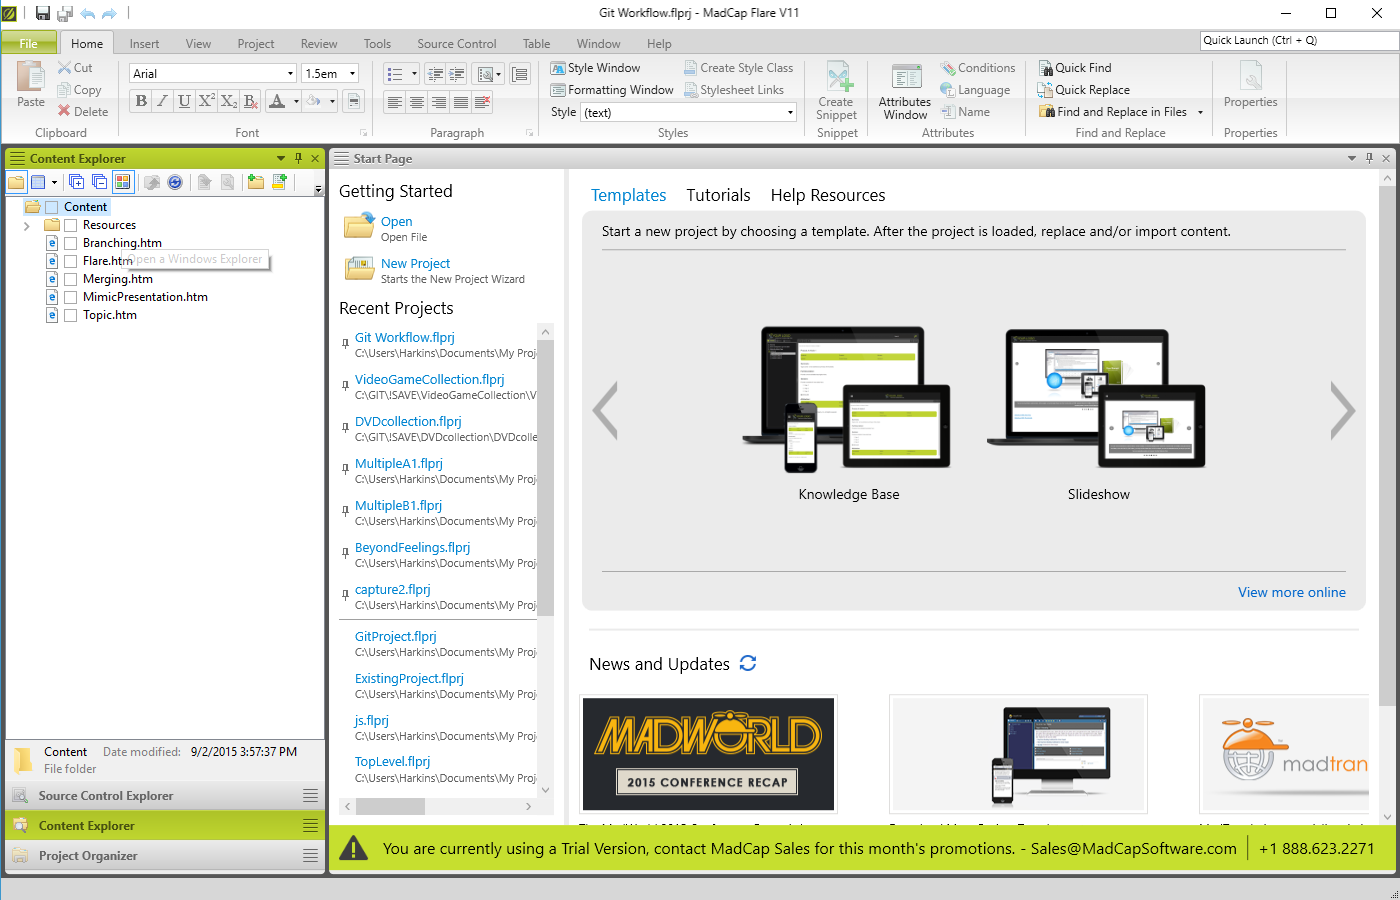 Git Workflow.flprj - MadCap Flare V11
File
Home
Insert
View
Project
Review
Tools
Source Control
Table
Window
Help
Quick Launch (Ctrl + Q)
Paste
Cut
Copy
Delete
Clipboard
Arial
1.5em
B I U X² X₂ B
A
Font
Paragraph
Style Window
Formatting Window
Style (text)
Create Style Class
Stylesheet Links
Styles
Create Snippet
Snippet
Attributes Window
Conditions
Language
Name
Attributes
Quick Find
Quick Replace
Find and Replace in Files
Find and Replace
Properties
Properties
Content Explorer
Content
Resources
Branching.htm
Flare.htm
Open a Windows Explorer
Merging.htm
MimicPresentation.htm
Topic.htm
Content Date modified: 9/2/2015 3:57:37 PM
File folder
Source Control Explorer
Content Explorer
Project Organizer
Start Page
Getting Started
Open
Open File
New Project
Starts the New Project Wizard
Recent Projects
Git Workflow.flprj
C:\Users\Harkins\Documents\My Proj
VideoGameCollection.flprj
C:\GIT\!SAVE\VideoGameCollection\V
DVDcollection.flprj
C:\GIT\!SAVE\DVDcollection\DVDcolle
MultipleA1.flprj
C:\Users\Harkins\Documents\My Proj
MultipleB1.flprj
C:\Users\Harkins\Documents\My Proj
BeyondFeelings.flprj
C:\Users\Harkins\Documents\My Proj
capture2.flprj
C:\Users\Harkins\Documents\My Proj
GitProject.flprj
C:\Users\Harkins\Documents\My Proj
ExistingProject.flprj
C:\Users\Harkins\Documents\My Proj
js.flprj
C:\Users\Harkins\Documents\My Proj
TopLevel.flprj
C:\Users\Harkins\Documents\My Proj
Templates
Tutorials
Help Resources
Start a new project by choosing a template. After the project is loaded, replace and/or import content.
Knowledge Base
Slideshow
View more online
News and Updates
MADWORLD
2015 CONFERENCE RECAP
madtran
You are currently using a Trial Version, contact MadCap Sales for this month's promotions. - Sales@MadCapSoftware.com
+1 888.623.2271